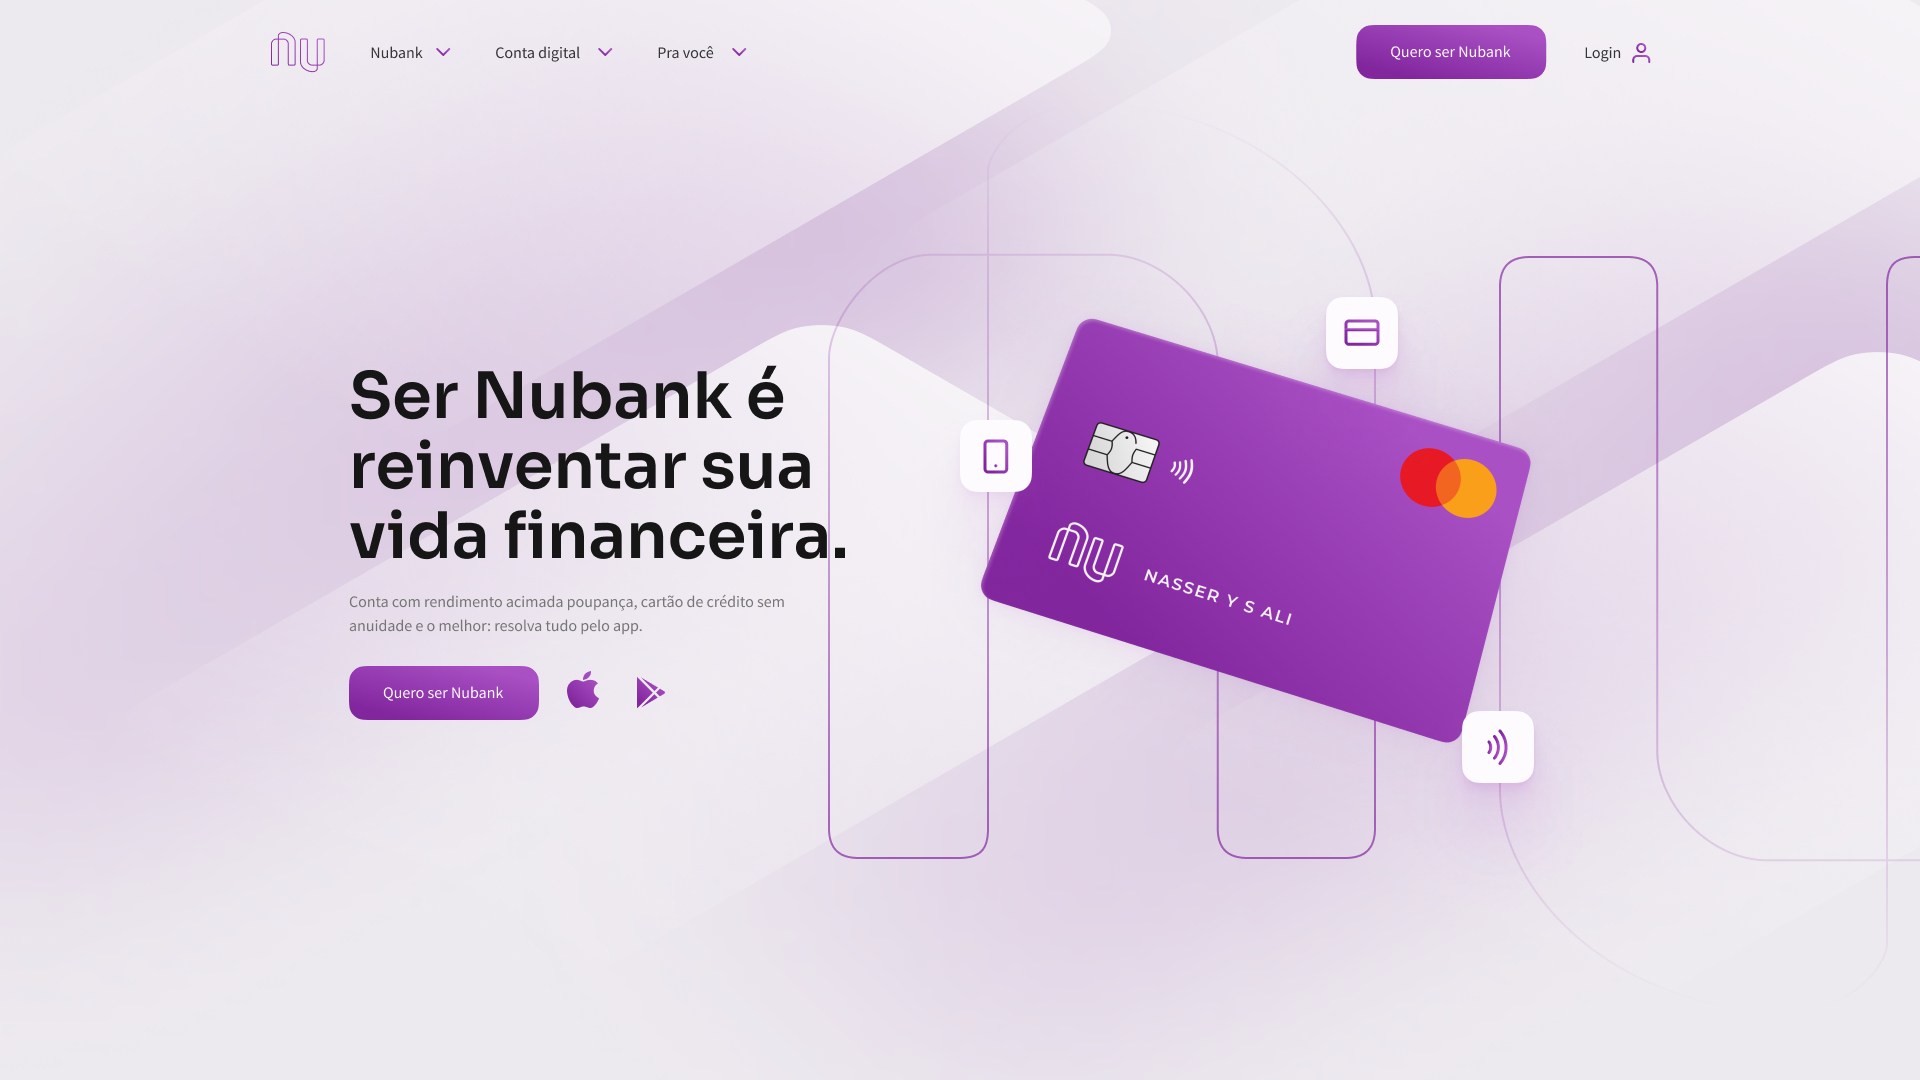 nu
Nubank
Conta digital
Pra você
Quero ser Nubank
Login
Ser Nubank é
reinventar sua
vida financeira.
Conta com rendimento acimada poupança, cartão de crédito sem
anuidade e o melhor: resolva tudo pelo app.
Quero ser Nubank
nu
NASSER Y S ALI